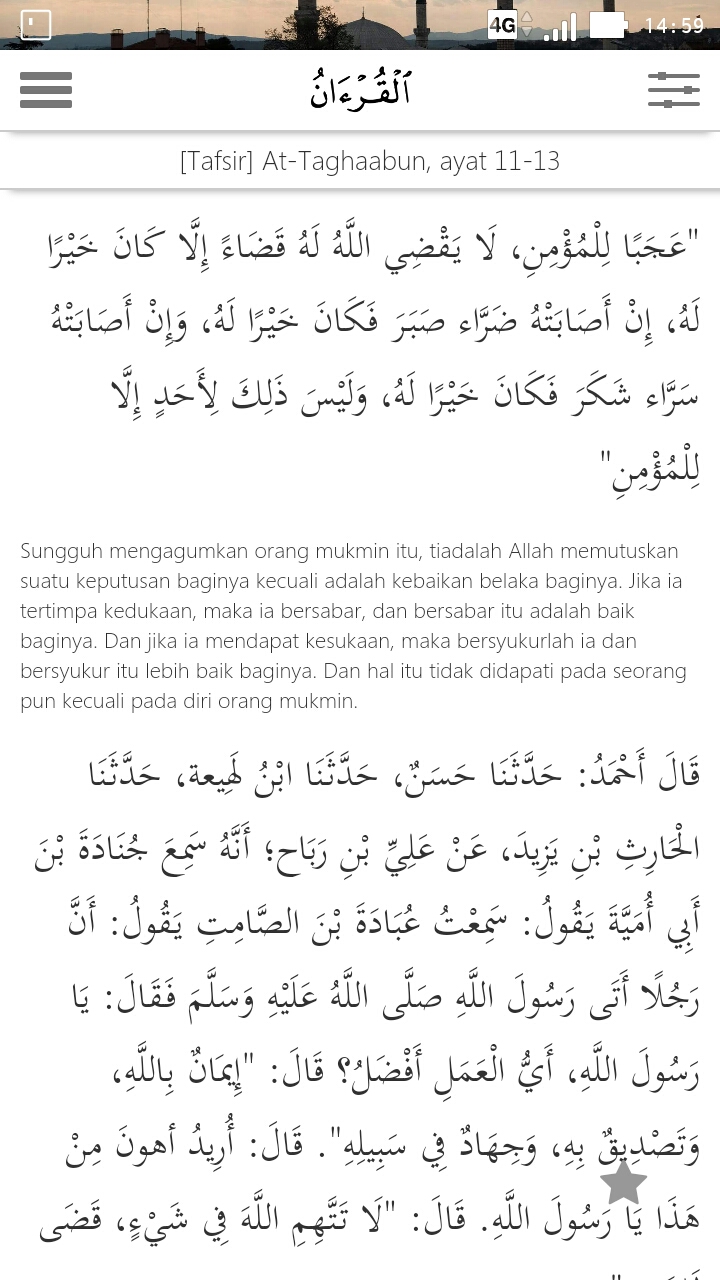 4G 14:59
ٱلْقُرْءَانُ
[Tafsir] At-Taghaabun, ayat 11-13
"عَجَبًا لِلْمُؤْمِنِ، لَا يَقْضِي اللَّهُ لَهُ قَضَاءً إِلَّا كَانَ خَيْرًا
لَهُ، إِنْ أَصَابَتْهُ ضَرَّاء صَبَرَ فَكَانَ خَيْرًا لَهُ، وَإِنْ أَصَابَتْهُ
سَرَّاء شَكَرَ فَكَانَ خَيْرًا لَهُ، وَلَيْسَ ذَلِكَ لِأَحَدٍ إِلَّا
لِلْمُؤْمِنِ"
Sungguh mengagumkan orang mukmin itu, tiadalah Allah memutuskan
suatu keputusan baginya kecuali adalah kebaikan belaka baginya. Jika ia
tertimpa kedukaan, maka ia bersabar, dan bersabar itu adalah baik
baginya. Dan jika ia mendapat kesukaan, maka bersyukurlah ia dan
bersyukur itu lebih baik baginya. Dan hal itu tidak didapati pada seorang
pun kecuali pada diri orang mukmin.
قَالَ أَحْمَدُ: حَدَّثَنَا حَسَنٌ، حَدَّثَنَا ابْنُ لَهِيعة، حَدَّثَنَا
الْحَارِثِ بْنِ يَزِيدَ، عَنْ عَلِيِّ بْنِ رَبَاح؛ أَنَّهُ سَمِعَ جُنَادَةَ بْنَ
أَبِي أُمَيَّةَ يَقُولُ: سَمِعْتُ عُبَادَةَ بْنَ الصَّامِتِ يَقُولُ: أَنَّ
رَجُلًا أَتَى رَسُولَ اللَّهِ صَلَّى اللَّهُ عَلَيْهِ وَسَلَّمَ فَقَالَ: يَا
رَسُولَ اللَّهِ، أَيُّ الْعَمَلِ أَفْضَلُ؟ قَالَ: "إِيمَانٌ بِاللَّهِ،
وَتَصْدِيقٌ بِهِ، وَجِهَادٌ فِي سَبِيلِهِ". قَالَ: أُرِيدُ أهونَ مِنْ
هَذَا يَا رَسُولَ اللَّهِ. قَالَ: "لَا تَتَّهِمِ اللَّهَ فِي شَيْءٍ، قَضَى